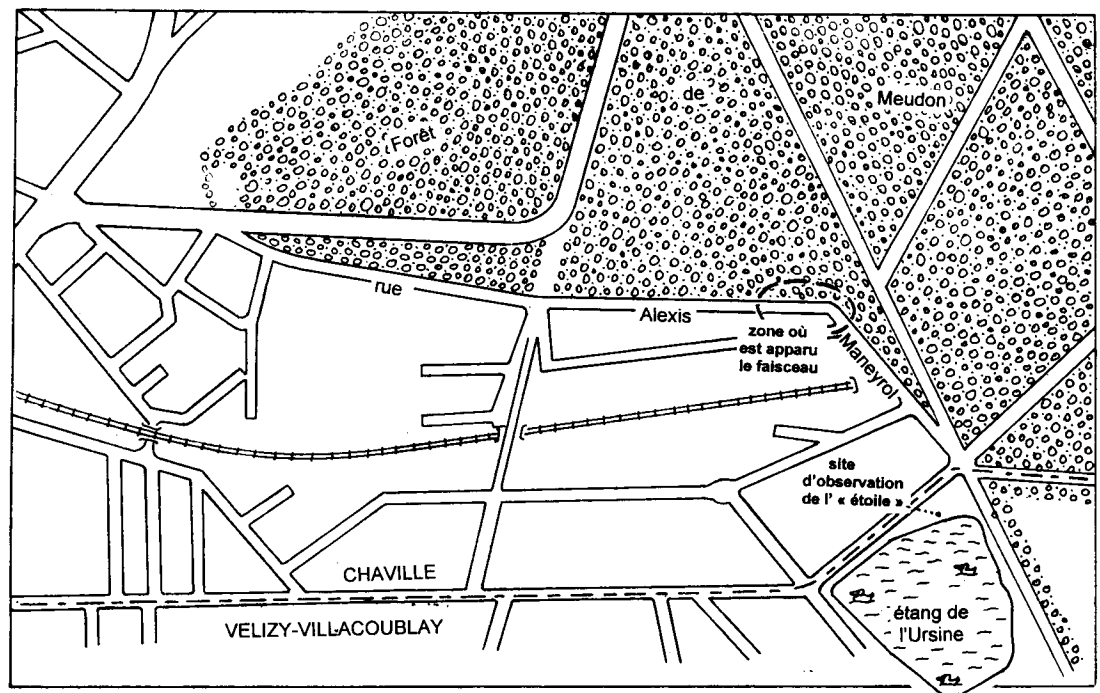 Forêt
de
Meudon
rue
Alexis
Maneyrol
zone où
est apparu
le faisceau
site
d'observation
de l' « étoile »
CHAVILLE
VELIZY-VILLACOUBLAY
étang de
l'Ursine